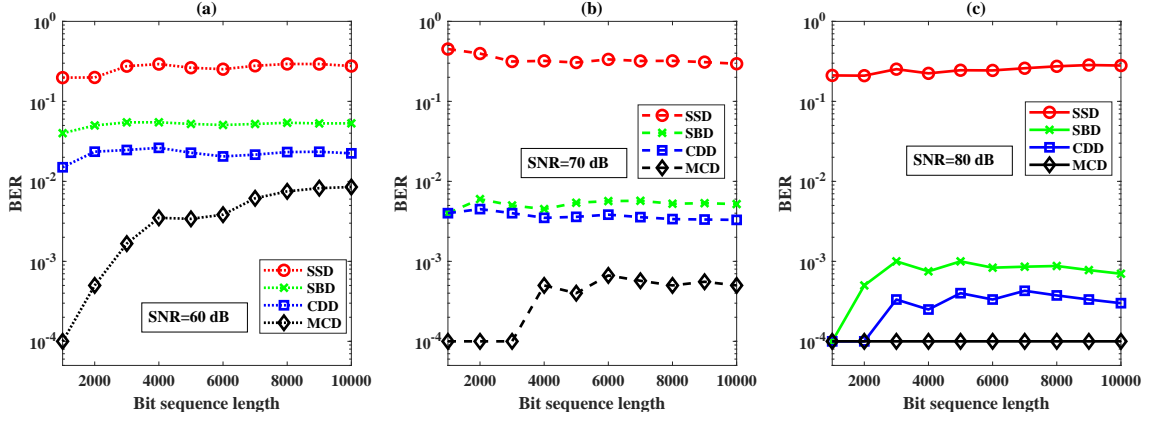 (a)
10^0
10^-1
10^-2
10^-3
10^-4
BER
2000 4000 6000 8000 10000
Bit sequence length
SNR=60 dB
SSD
SBD
CDD
MCD
(b)
10^0
10^-1
10^-2
10^-3
10^-4
BER
2000 4000 6000 8000 10000
Bit sequence length
SNR=70 dB
SSD
SBD
CDD
MCD
(c)
10^0
10^-1
10^-2
10^-3
10^-4
BER
2000 4000 6000 8000 10000
Bit sequence length
SNR=80 dB
SSD
SBD
CDD
MCD